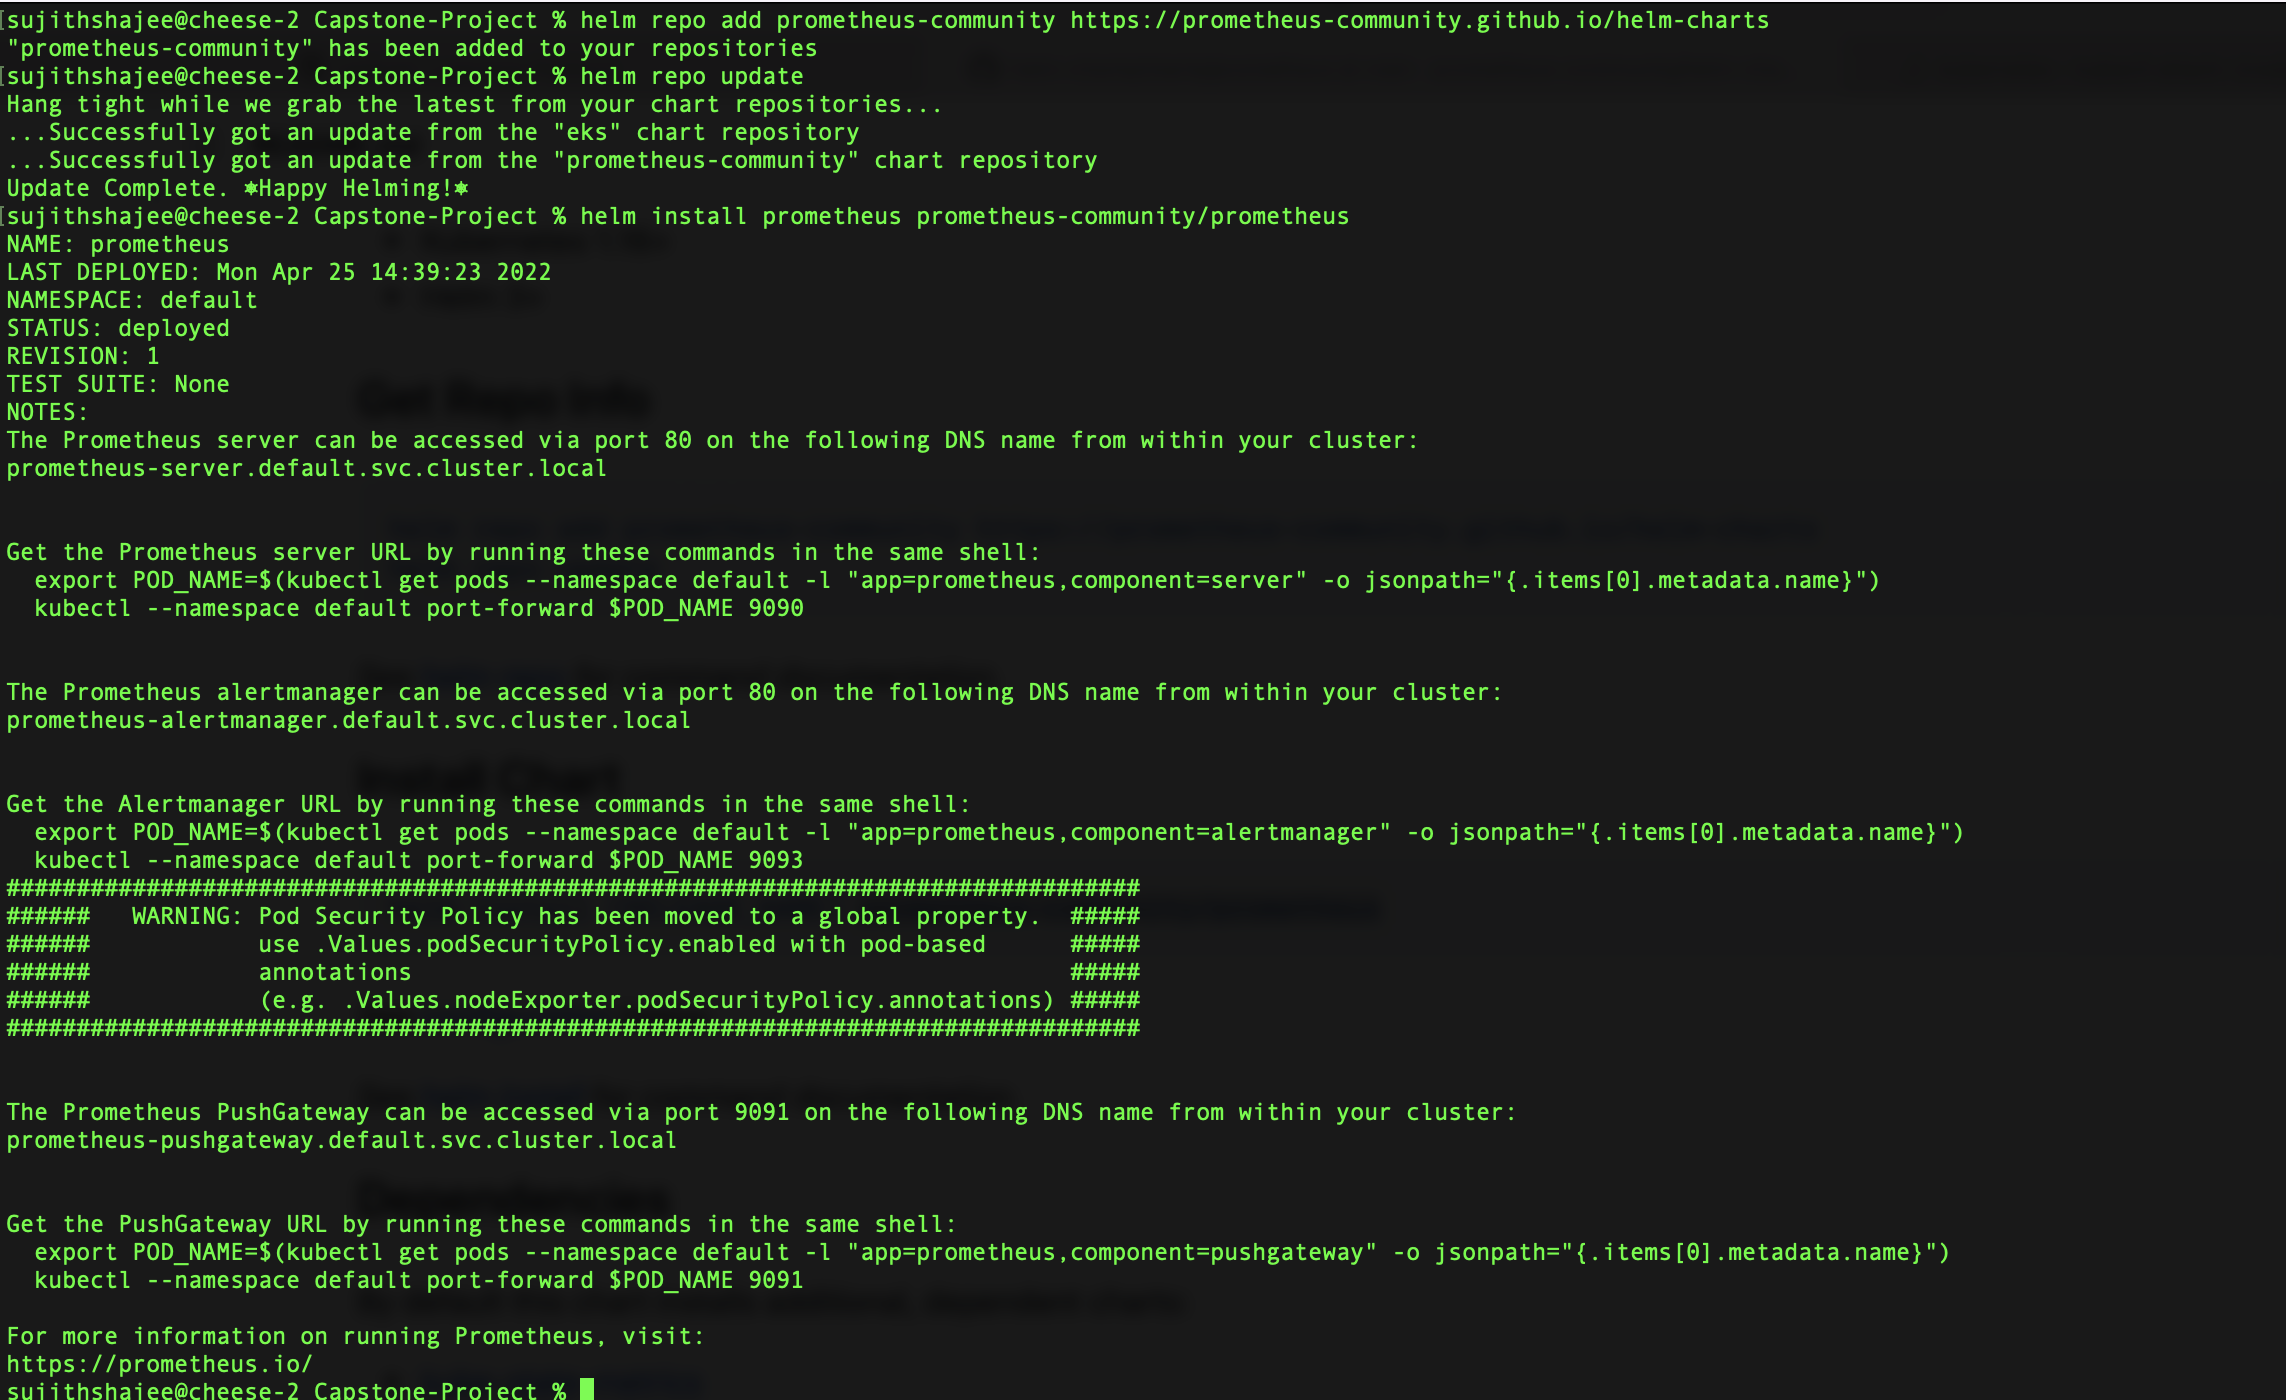 sujithshajee@cheese-2 Capstone-Project % helm repo add prometheus-community https://prometheus-community.github.io/helm-charts
"prometheus-community" has been added to your repositories
sujithshajee@cheese-2 Capstone-Project % helm repo update
Hang tight while we grab the latest from your chart repositories...
...Successfully got an update from the "eks" chart repository
...Successfully got an update from the "prometheus-community" chart repository
Update Complete. ⎈Happy Helming!⎈
sujithshajee@cheese-2 Capstone-Project % helm install prometheus prometheus-community/prometheus
NAME: prometheus
LAST DEPLOYED: Mon Apr 25 14:39:23 2022
NAMESPACE: default
STATUS: deployed
REVISION: 1
TEST SUITE: None
NOTES:
The Prometheus server can be accessed via port 80 on the following DNS name from within your cluster:
prometheus-server.default.svc.cluster.local
Get the Prometheus server URL by running these commands in the same shell:
  export POD_NAME=$(kubectl get pods --namespace default -l "app=prometheus,component=server" -o jsonpath="{.items[0].metadata.name}")
  kubectl --namespace default port-forward $POD_NAME 9090
The Prometheus alertmanager can be accessed via port 80 on the following DNS name from within your cluster:
prometheus-alertmanager.default.svc.cluster.local
Get the Alertmanager URL by running these commands in the same shell:
  export POD_NAME=$(kubectl get pods --namespace default -l "app=prometheus,component=alertmanager" -o jsonpath="{.items[0].metadata.name}")
  kubectl --namespace default port-forward $POD_NAME 9093
#################################################################################
######   WARNING: Pod Security Policy has been moved to a global property.  #####
######            use .Values.podSecurityPolicy.enabled with pod-based      #####
######            annotations                                               #####
######            (e.g. .Values.nodeExporter.podSecurityPolicy.annotations) #####
#################################################################################
The Prometheus PushGateway can be accessed via port 9091 on the following DNS name from within your cluster:
prometheus-pushgateway.default.svc.cluster.local
Get the PushGateway URL by running these commands in the same shell:
  export POD_NAME=$(kubectl get pods --namespace default -l "app=prometheus,component=pushgateway" -o jsonpath="{.items[0].metadata.name}")
  kubectl --namespace default port-forward $POD_NAME 9091
For more information on running Prometheus, visit:
https://prometheus.io/
sujithshajee@cheese-2 Capstone-Project %
Get Repo Info
Install Chart
Dependencies